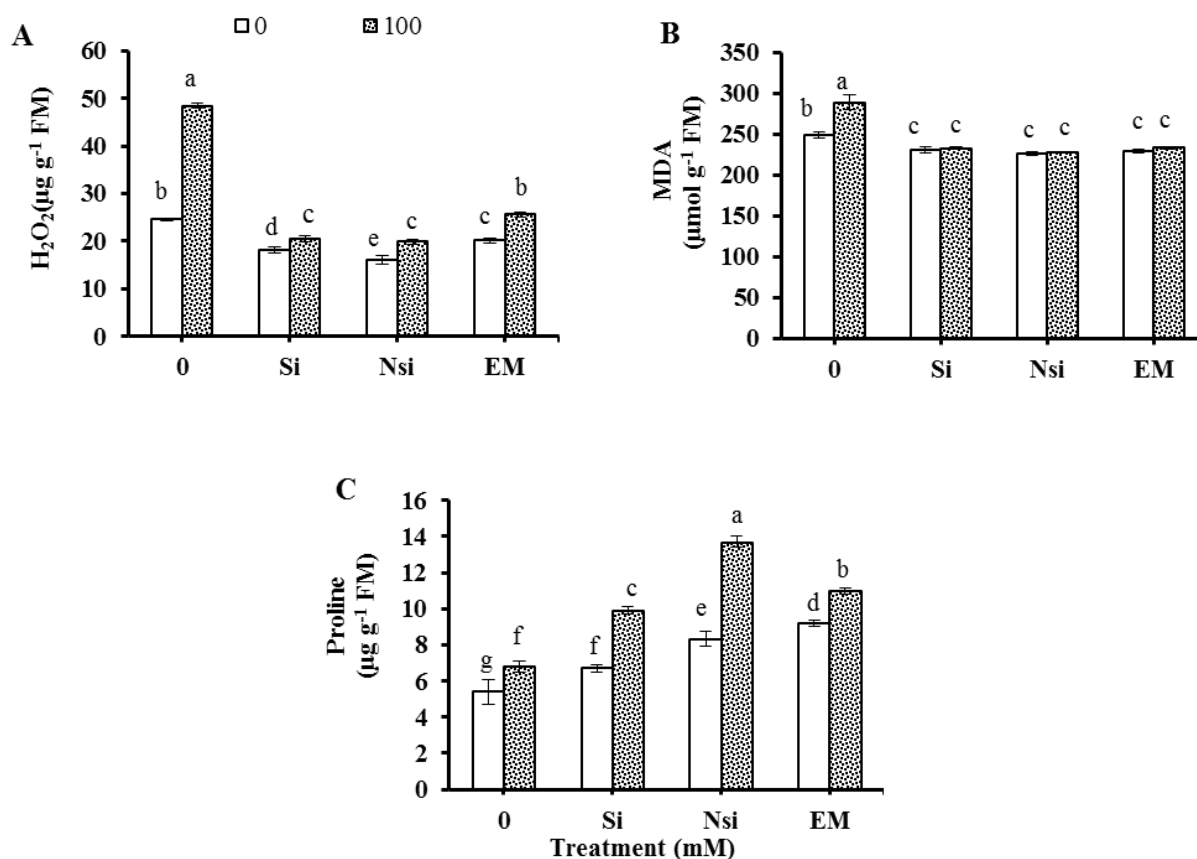 A
0
100
60
50
40
30
20
10
0
H₂O₂(µg g⁻¹ FM)
b
a
d
c
e
c
c
b
0 Si Nsi EM
B
350
300
250
200
150
100
50
0
MDA
(µmol g⁻¹ FM)
b
a
c
c
c
c
c
c
0 Si Nsi EM
C
16
14
12
10
8
6
4
2
0
Proline
(µg g⁻¹ FM)
g
f
f
c
e
a
d
b
0 Si Nsi EM
Treatment (mM)